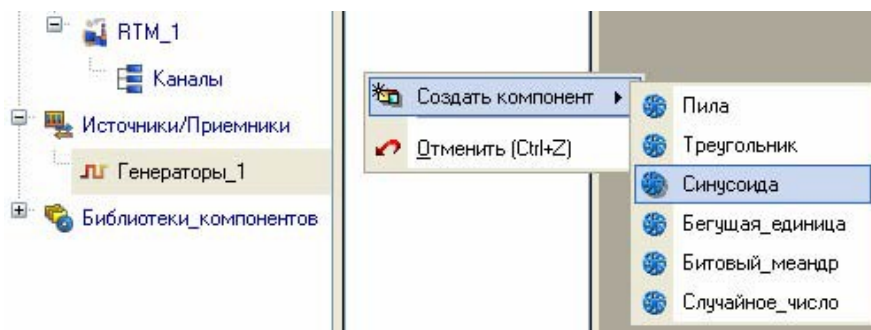 RTM_1
Каналы
Источники/Приемники
Генераторы_1
Библиотеки_компонентов
Создать компонент
Отменить (Ctrl+Z)
Пила
Треугольник
Синусоида
Бегущая_единица
Битовый_меандр
Случайное_число